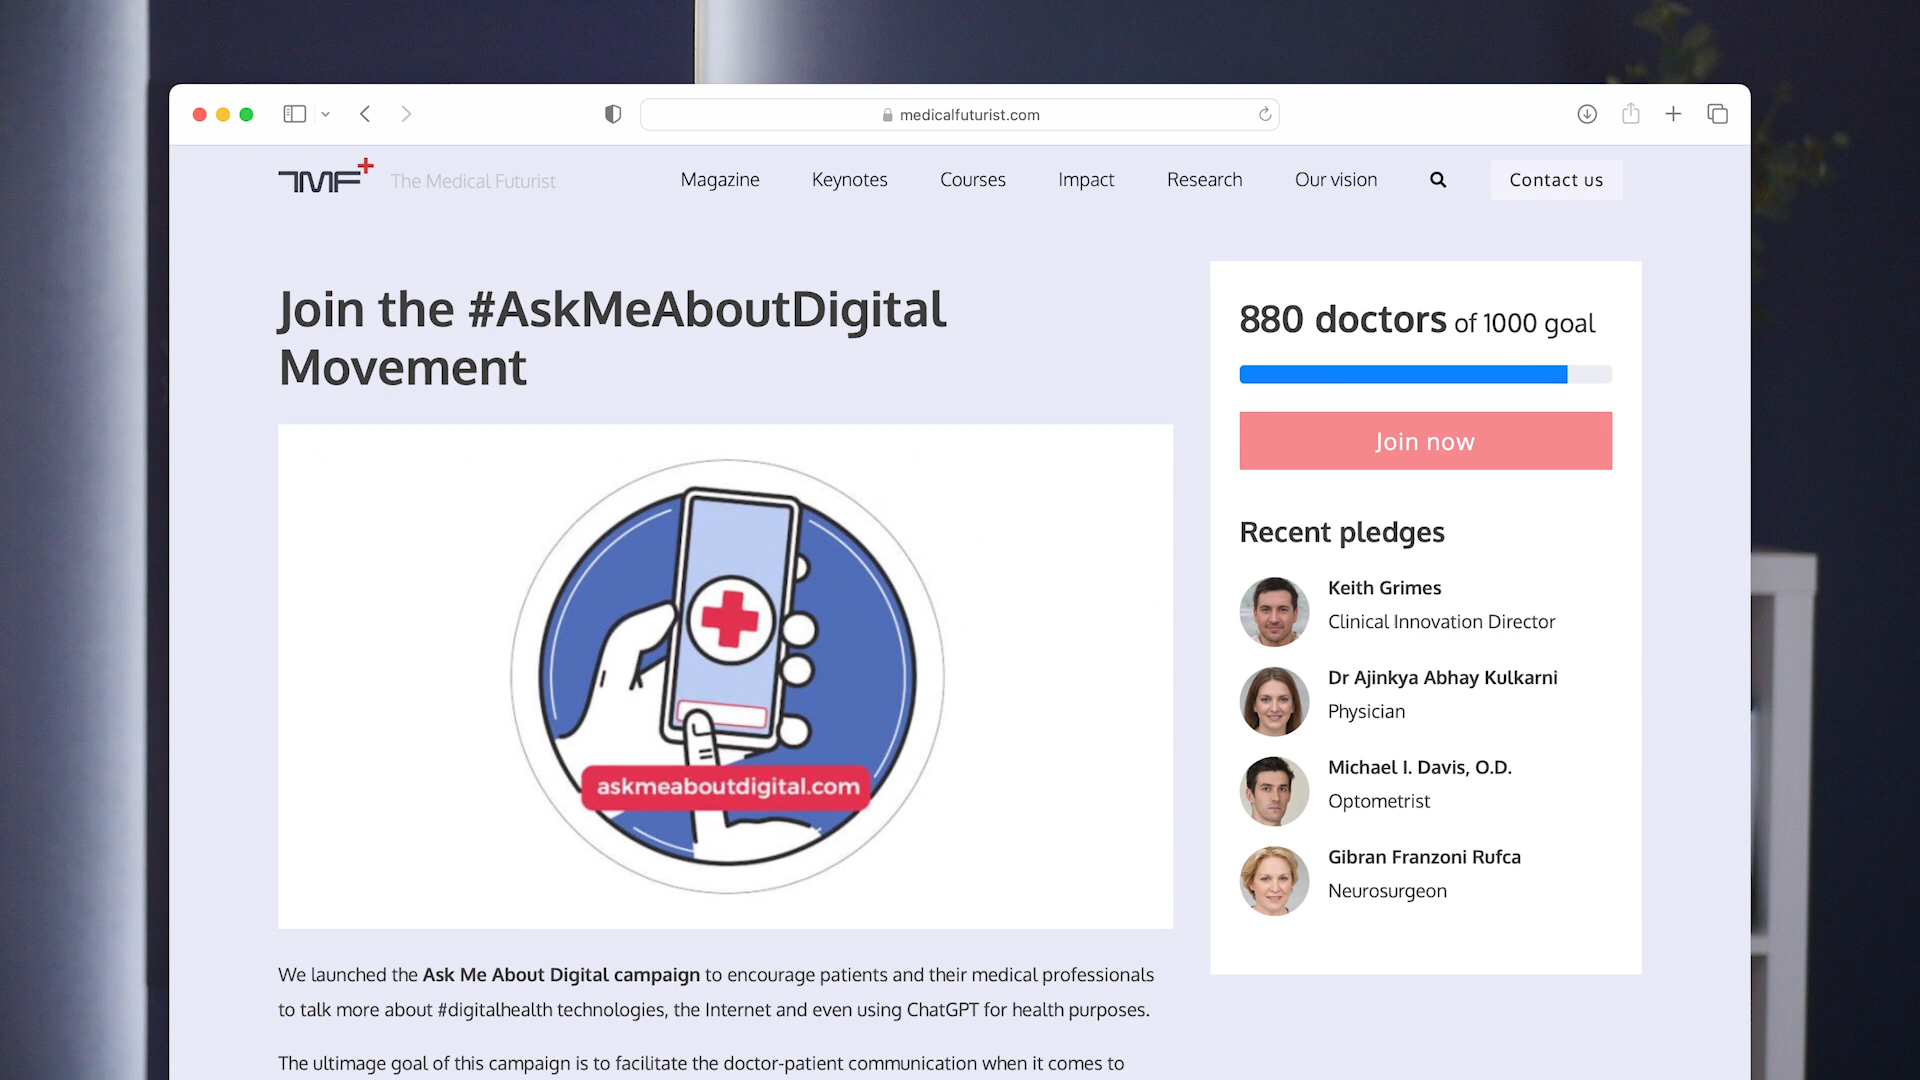 medicalfuturist.com
TMF+ The Medical Futurist
Magazine
Keynotes
Courses
Impact
Research
Our vision
Contact us
Join the #AskMeAboutDigital
Movement
askmeaboutdigital.com
We launched the Ask Me About Digital campaign to encourage patients and their medical professionals
to talk more about #digitalhealth technologies, the Internet and even using ChatGPT for health purposes.
The ultimage goal of this campaign is to facilitate the doctor-patient communication when it comes to
880 doctors of 1000 goal
Join now
Recent pledges
Keith Grimes
Clinical Innovation Director
Dr Ajinkya Abhay Kulkarni
Physician
Michael I. Davis, O.D.
Optometrist
Gibran Franzoni Rufca
Neurosurgeon